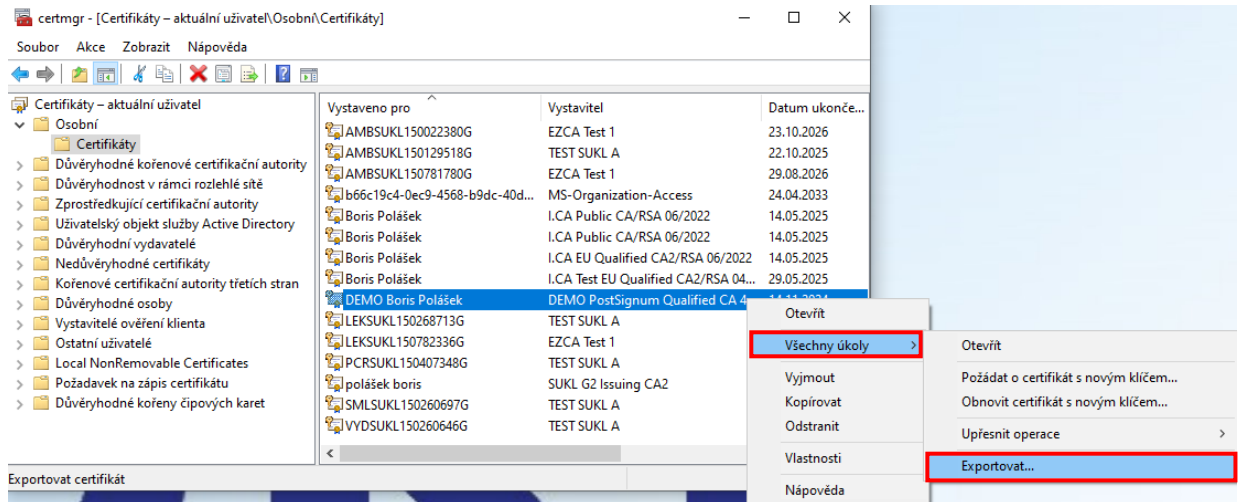 certmgr - [Certifikáty – aktuální uživatel\Osobní\Certifikáty]
Soubor Akce Zobrazit Nápověda
Certifikáty – aktuální uživatel
Osobní
Certifikáty
Důvěryhodné kořenové certifikační autority
Důvěryhodnost v rámci rozlehlé sítě
Zprostředkující certifikační autority
Uživatelský objekt služby Active Directory
Důvěryhodní vydavatelé
Nedůvěryhodné certifikáty
Kořenové certifikační autority třetích stran
Důvěryhodné osoby
Vystavitelé ověření klienta
Ostatní uživatelé
Local NonRemovable Certificates
Požadavek na zápis certifikátu
Důvěryhodné kořeny čipových karet
Vystaveno pro Vystavitel Datum ukonče...
AMBSUKL150022380G EZCA Test 1 23.10.2026
AMBSUKL150129518G TEST SUKL A 22.10.2025
AMBSUKL150781780G EZCA Test 1 29.08.2026
b66c19c4-0ec9-4568-b9dc-40d... MS-Organization-Access 24.04.2033
Boris Polášek I.CA Public CA/RSA 06/2022 14.05.2025
Boris Polášek I.CA Public CA/RSA 06/2022 14.05.2025
Boris Polášek I.CA EU Qualified CA2/RSA 06/2022 14.05.2025
Boris Polášek I.CA Test EU Qualified CA2/RSA 04... 29.05.2025
DEMO Boris Polášek DEMO PostSignum Qualified CA 4 14.11.2024
LEKSUKL150268713G TEST SUKL A
LEKSUKL150782336G EZCA Test 1
PCRSUKL150407348G TEST SUKL A
polášek boris SUKL G2 Issuing CA2
SMLSUKL150260697G TEST SUKL A
VYDSUKL150260646G TEST SUKL A
Exportovat certifikát
Otevřít
Všechny úkoly
Vyjmout
Kopírovat
Odstranit
Vlastnosti
Nápověda
Otevřít
Požádat o certifikát s novým klíčem...
Obnovit certifikát s novým klíčem...
Upřesnit operace
Exportovat...